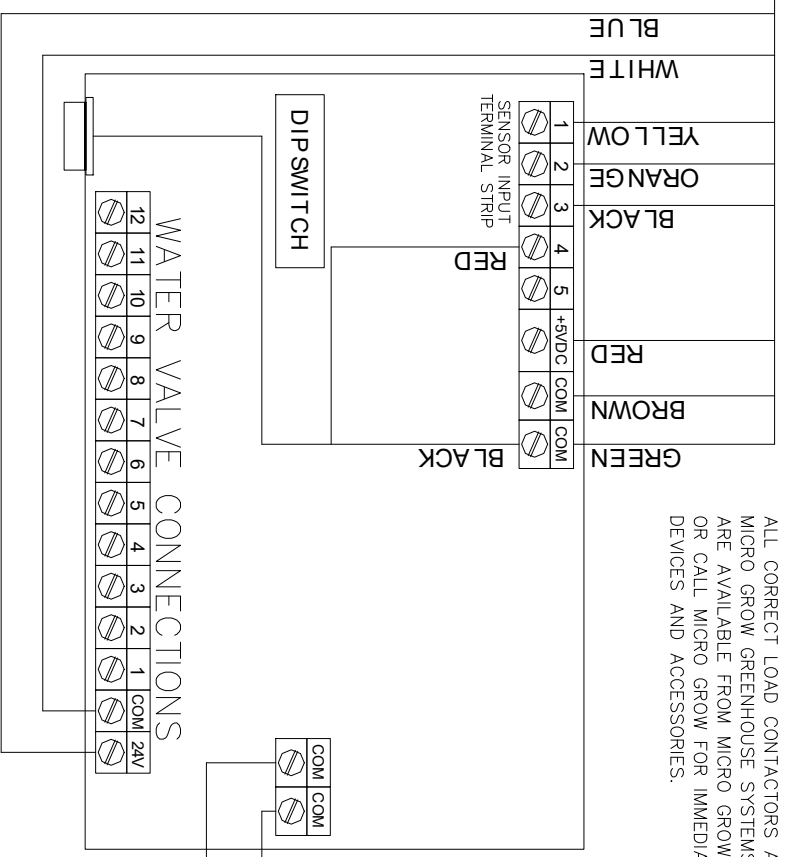 BLUE
WHITE
YELLOW
ORANGE
BLACK
RED
BROWN
GREEN
SENSOR INPUT
TERMINAL STRIP
1
2
3
4
5
+5VDC
COM
COM
RED
BLACK
DIPSWITCH
WATER VALVE CONNECTIONS
12
11
10
9
8
7
6
5
4
3
2
1
COM
24V
COM
COM
ALL CORRECT LOAD CONTACTORS
MICRO GROW GREENHOUSE SYSTEMS
ARE AVAILABLE FROM MICRO GROW
OR CALL MICRO GROW FOR
DEVICES AND ACCESSORIES.